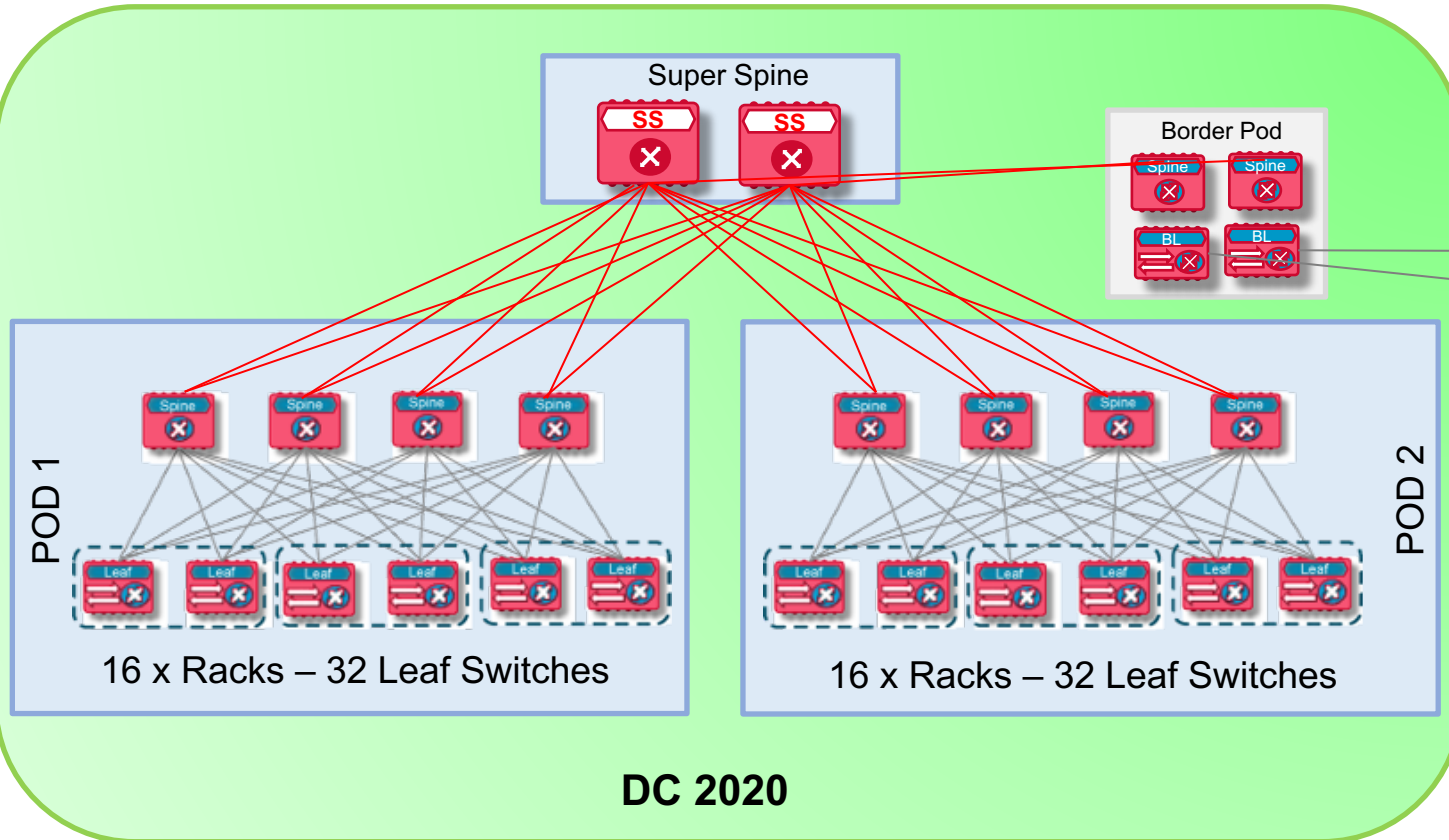 Super Spine
SS
SS
Border Pod
Spine
Spine
BL
BL
POD 1
Spine
Spine
Spine
Spine
Leaf
Leaf
Leaf
Leaf
Leaf
Leaf
16 x Racks – 32 Leaf Switches
POD 2
Spine
Spine
Spine
Spine
Leaf
Leaf
Leaf
Leaf
Leaf
Leaf
16 x Racks – 32 Leaf Switches
DC 2020